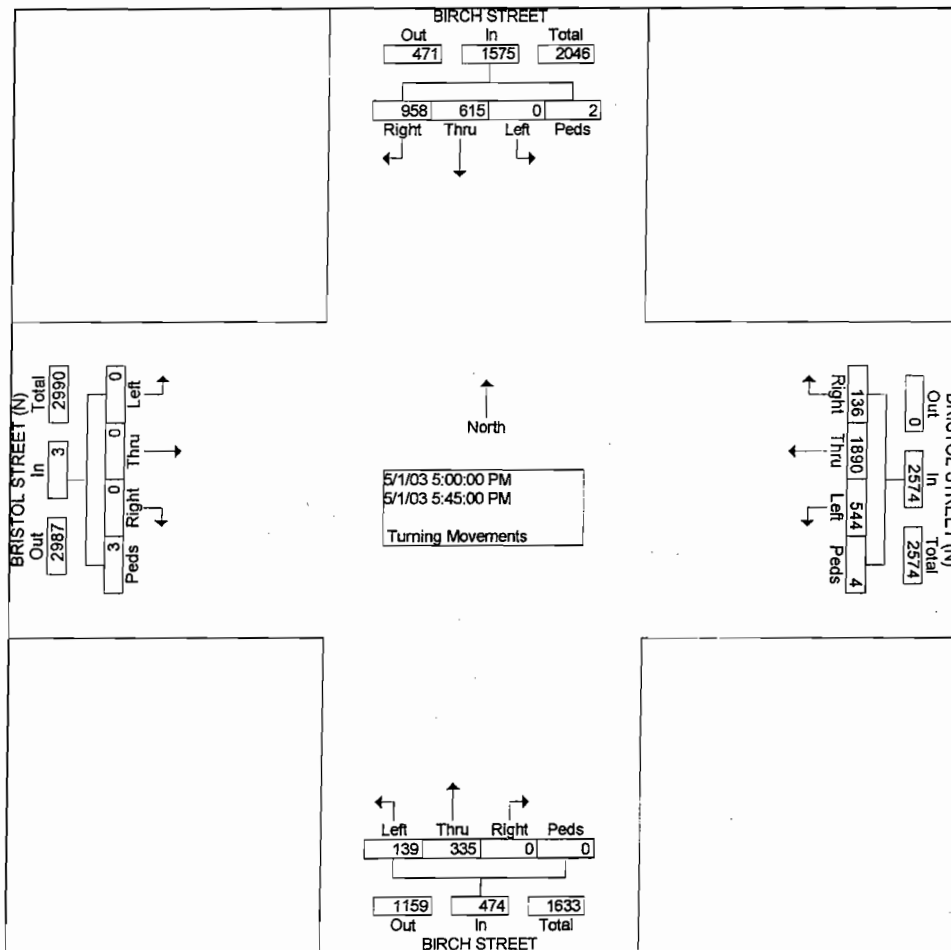 BIRCH STREET
Out In Total
471 1575 2046
958 615 0 2
Right Thru Left Peds
BRISTOL STREET (N)
Total In Out
2990 3 2987
0 0 0 3
Left Thru Right Peds
North
5/1/03 5:00:00 PM
5/1/03 5:45:00 PM
Turning Movements
Right Thru Left Peds
136 1890 544 4
Out In Total
0 2574 2574
STREET (N)
Left Thru Right Peds
139 335 0 0
1159 474 1633
Out In Total
BIRCH STREET